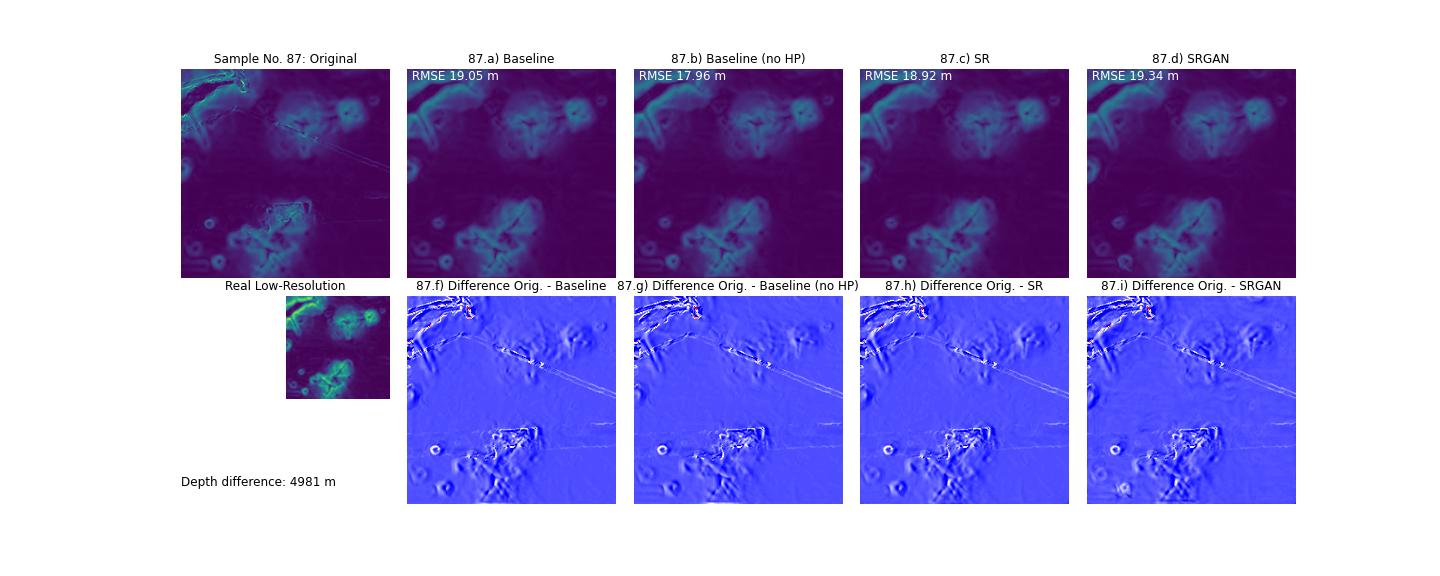 Sample No. 87: Original
87.a) Baseline
87.b) Baseline (no HP)
87.c) SR
87.d) SRGAN
RMSE 19.05 m
RMSE 17.96 m
RMSE 18.92 m
RMSE 19.34 m
Real Low-Resolution
87.f) Difference Orig. - Baseline
87.g) Difference Orig. - Baseline (no HP)
87.h) Difference Orig. - SR
87.i) Difference Orig. - SRGAN
Depth difference: 4981 m